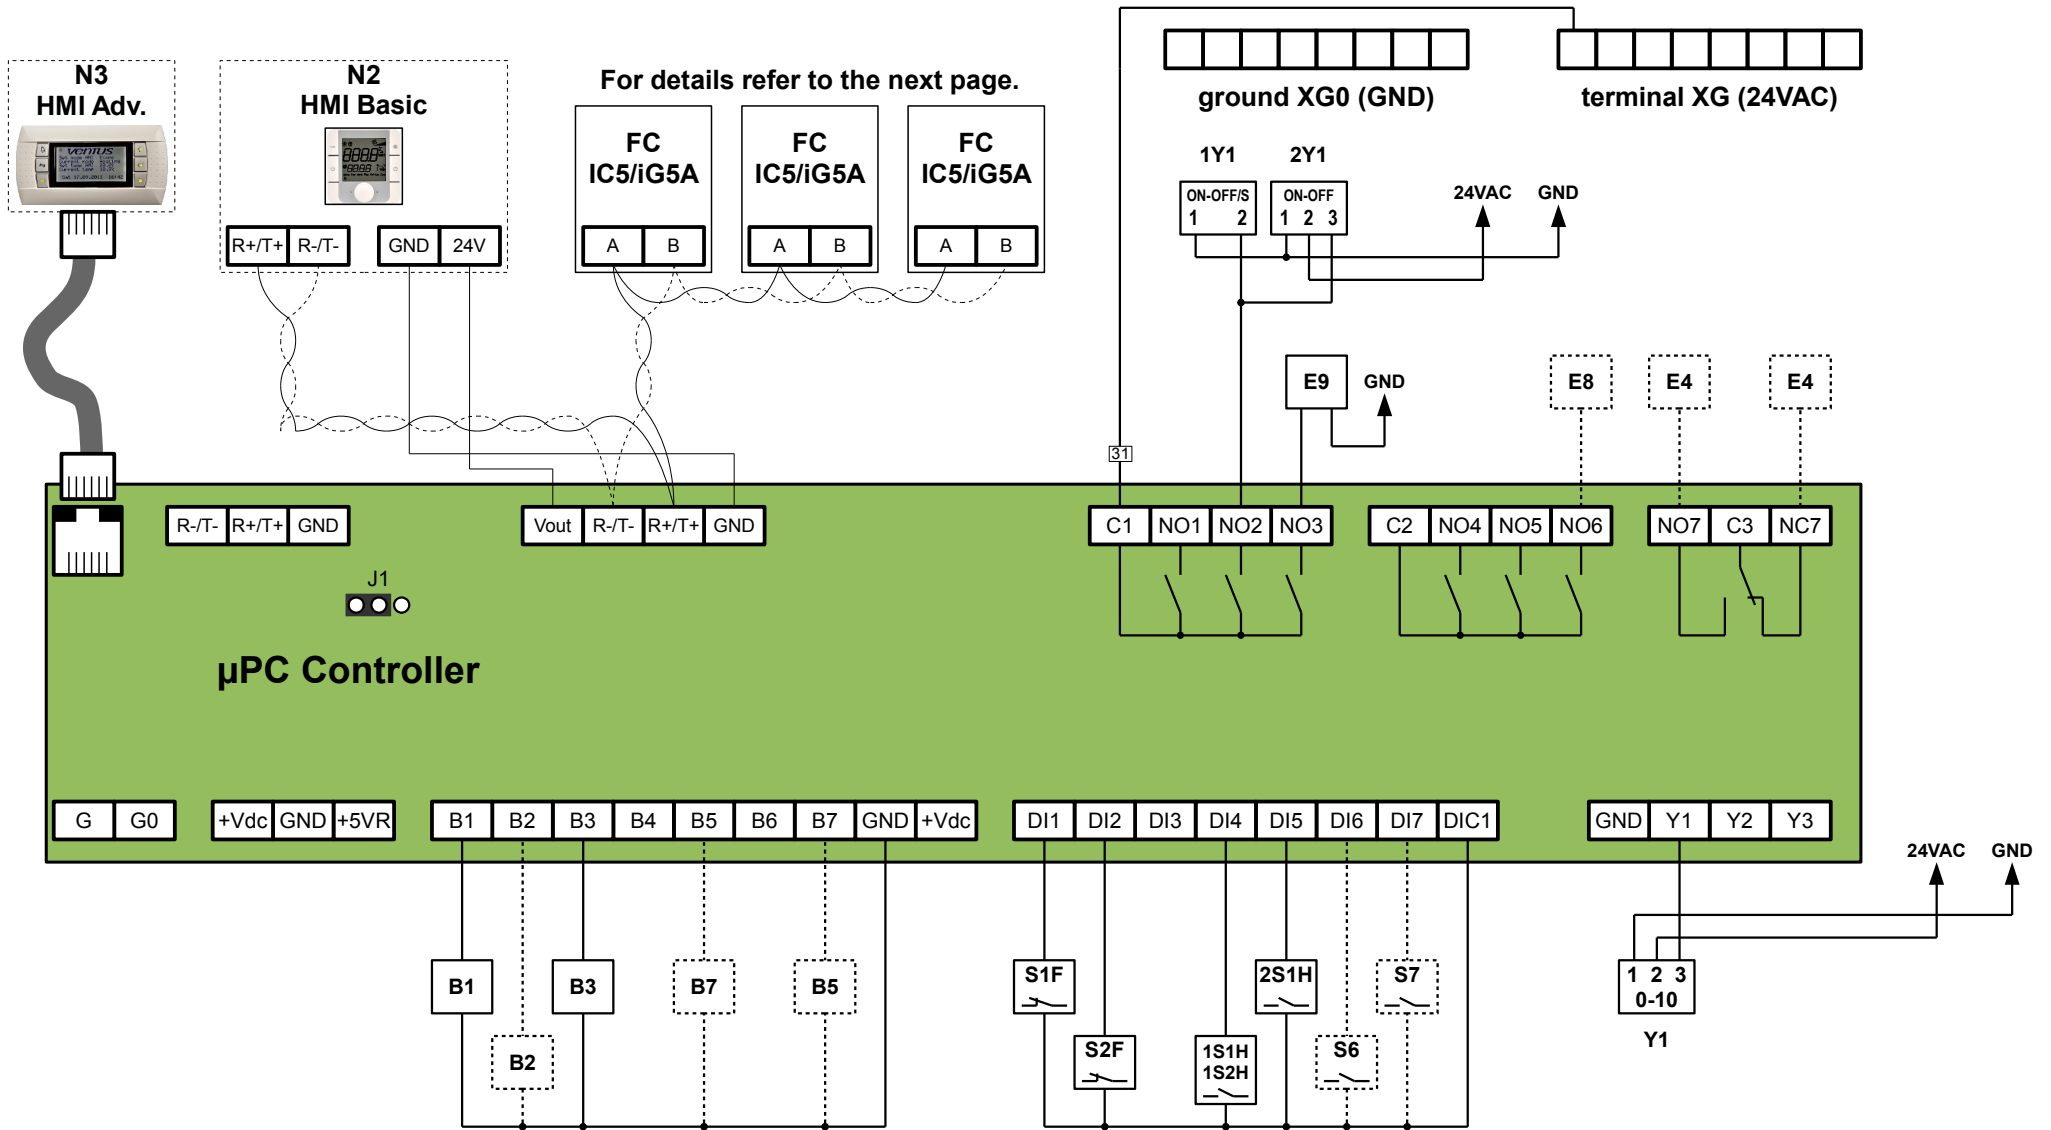 N3
HMI Adv.
VENTUS
N2
HMI Basic
For details refer to the next page.
FC
IC5/iG5A
FC
IC5/iG5A
FC
IC5/iG5A
ground XG0 (GND)
terminal XG (24VAC)
1Y1
2Y1
ON-OFF/S
1 2
ON-OFF
1 2 3
24VAC
GND
R+/T+ R-/T-
GND 24V
A B
A B
A B
E9
GND
E8
E4
E4
31
R-/T- R+/T+ GND
Vout R-/T- R+/T+ GND
C1 NO1 NO2 NO3
C2 NO4 NO5 NO6
NO7 C3 NC7
J1
µPC Controller
G G0
+Vdc GND +5VR
B1 B2 B3 B4 B5 B6 B7 GND +Vdc
DI1 DI2 DI3 DI4 DI5 DI6 DI7 DIC1
GND Y1 Y2 Y3
24VAC
GND
B1
B3
B7
B5
B2
S1F
2S1H
S7
S2F
1S1H
1S2H
S6
1 2 3
0-10
Y1